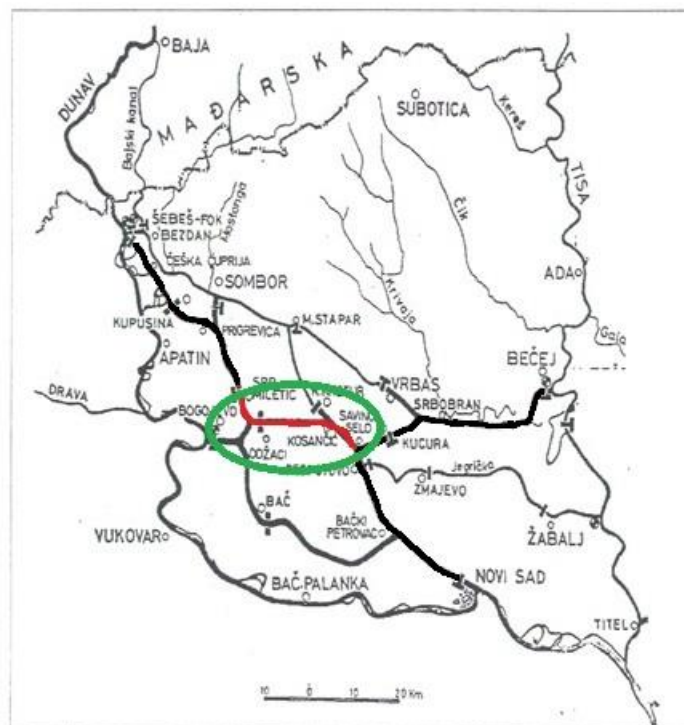 BAJA
DUNAV
Bajski kanal
MAĐARSKA
SUBOTICA
Kereš
TISA
Mostonga
Čik
Krivaja
ŠEBEŠ-FOK
BEZDAN
ČEŠKA ĆUPRIJA
SOMBOR
ADA
KUPUSINA
PRIGREVICA
M.STAPAR
APATIN
BEČEJ
VRBAS
SRBOBRAN
DRAVA
SAVINO
SELO
KOSANČIĆ
KUCURA
ODŽACI
Jegrička
ZMAJEVO
BAČ
BAČKI
PETROVAC
ŽABALJ
VUKOVAR
NOVI SAD
BAČ.PALANKA
TITEL
10 0 10 20 Km